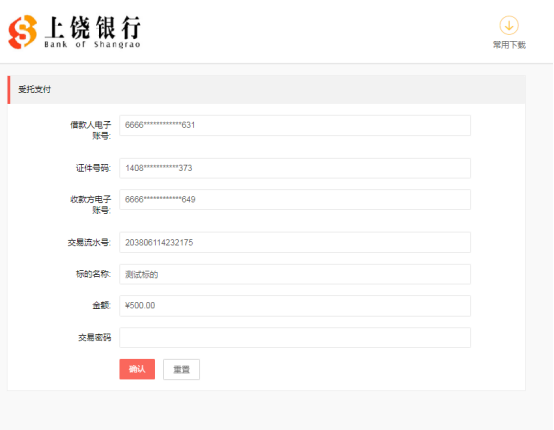 上饶银行
Bank of Shangrao
常用下载
受托支付
借款人电子
账号:
6666************631
证件号码:
1408***********373
收款方电子
账号:
6666************649
交易流水号:
203806114232175
标的名称:
测试标的
金额:
¥500.00
交易密码
确认
重置